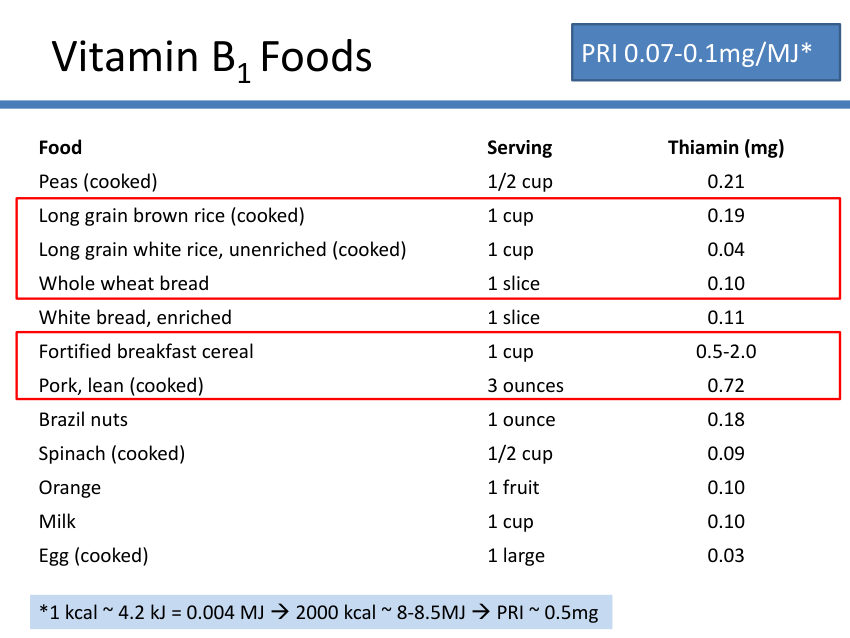 Vitamin B1 Foods
PRI 0.07-0.1mg/MJ*
Food Serving Thiamin (mg)
Peas (cooked) 1/2 cup 0.21
Long grain brown rice (cooked) 1 cup 0.19
Long grain white rice, unenriched (cooked) 1 cup 0.04
Whole wheat bread 1 slice 0.10
White bread, enriched 1 slice 0.11
Fortified breakfast cereal 1 cup 0.5-2.0
Pork, lean (cooked) 3 ounces 0.72
Brazil nuts 1 ounce 0.18
Spinach (cooked) 1/2 cup 0.09
Orange 1 fruit 0.10
Milk 1 cup 0.10
Egg (cooked) 1 large 0.03
*1 kcal ~ 4.2 kJ = 0.004 MJ → 2000 kcal ~ 8-8.5MJ → PRI ~ 0.5mg